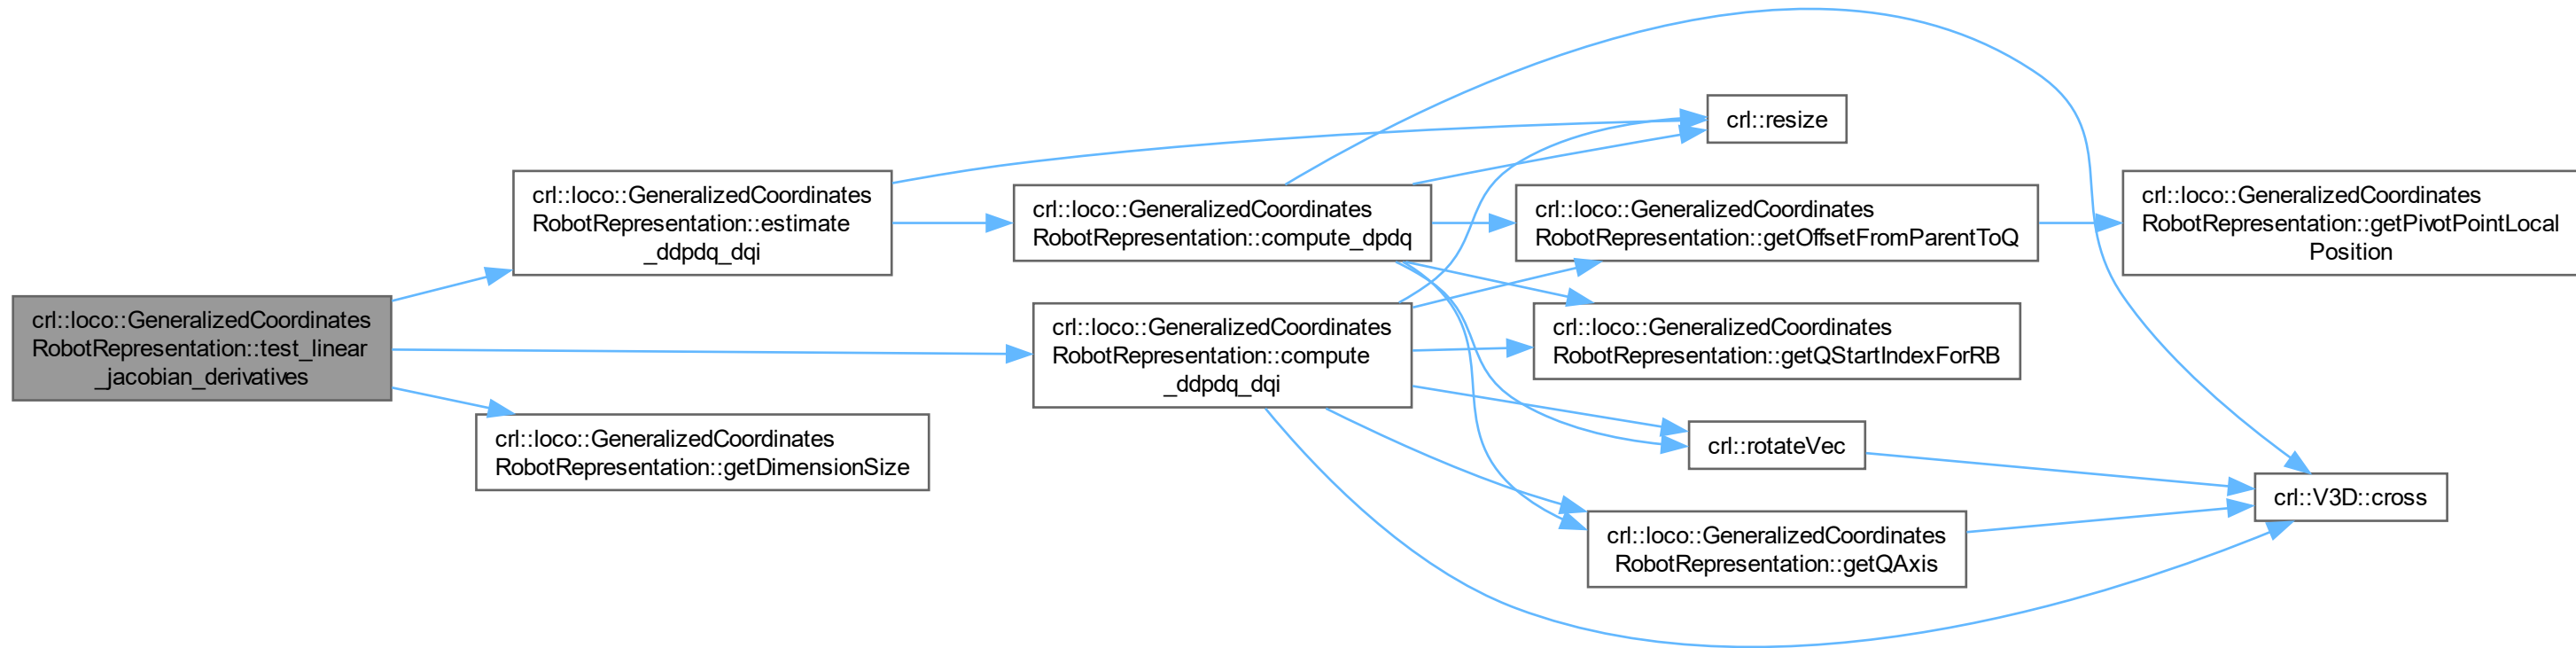 crl::loco::GeneralizedCoordinates
RobotRepresentation::test_linear
_jacobian_derivatives
crl::loco::GeneralizedCoordinates
RobotRepresentation::estimate
_ddpdq_dqi
crl::loco::GeneralizedCoordinates
RobotRepresentation::getDimensionSize
crl::loco::GeneralizedCoordinates
RobotRepresentation::compute_dpdq
crl::loco::GeneralizedCoordinates
RobotRepresentation::compute
_ddpdq_dqi
crl::resize
crl::loco::GeneralizedCoordinates
RobotRepresentation::getOffsetFromParentToQ
crl::loco::GeneralizedCoordinates
RobotRepresentation::getQStartIndexForRB
crl::rotateVec
crl::loco::GeneralizedCoordinates
RobotRepresentation::getQAxis
crl::loco::GeneralizedCoordinates
RobotRepresentation::getPivotPointLocal
Position
crl::V3D::cross